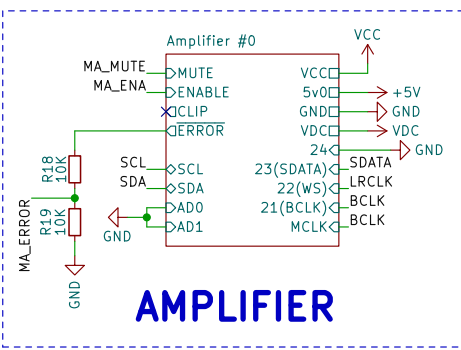 Amplifier #0
VCC
MA_MUTE
MUTE
VCC
MA_ENA
ENABLE
5v0
+5V
CLIP
GND
GND
ERROR
VDC
VDC
24
GND
R18
10K
SCL
SCL
23(SDATA)
SDATA
SDA
SDA
22(WS)
LRCLK
MA_ERROR
R19
10K
AD0
21(BCLK)
BCLK
GND
AD1
MCLK
BCLK
GND
AMPLIFIER